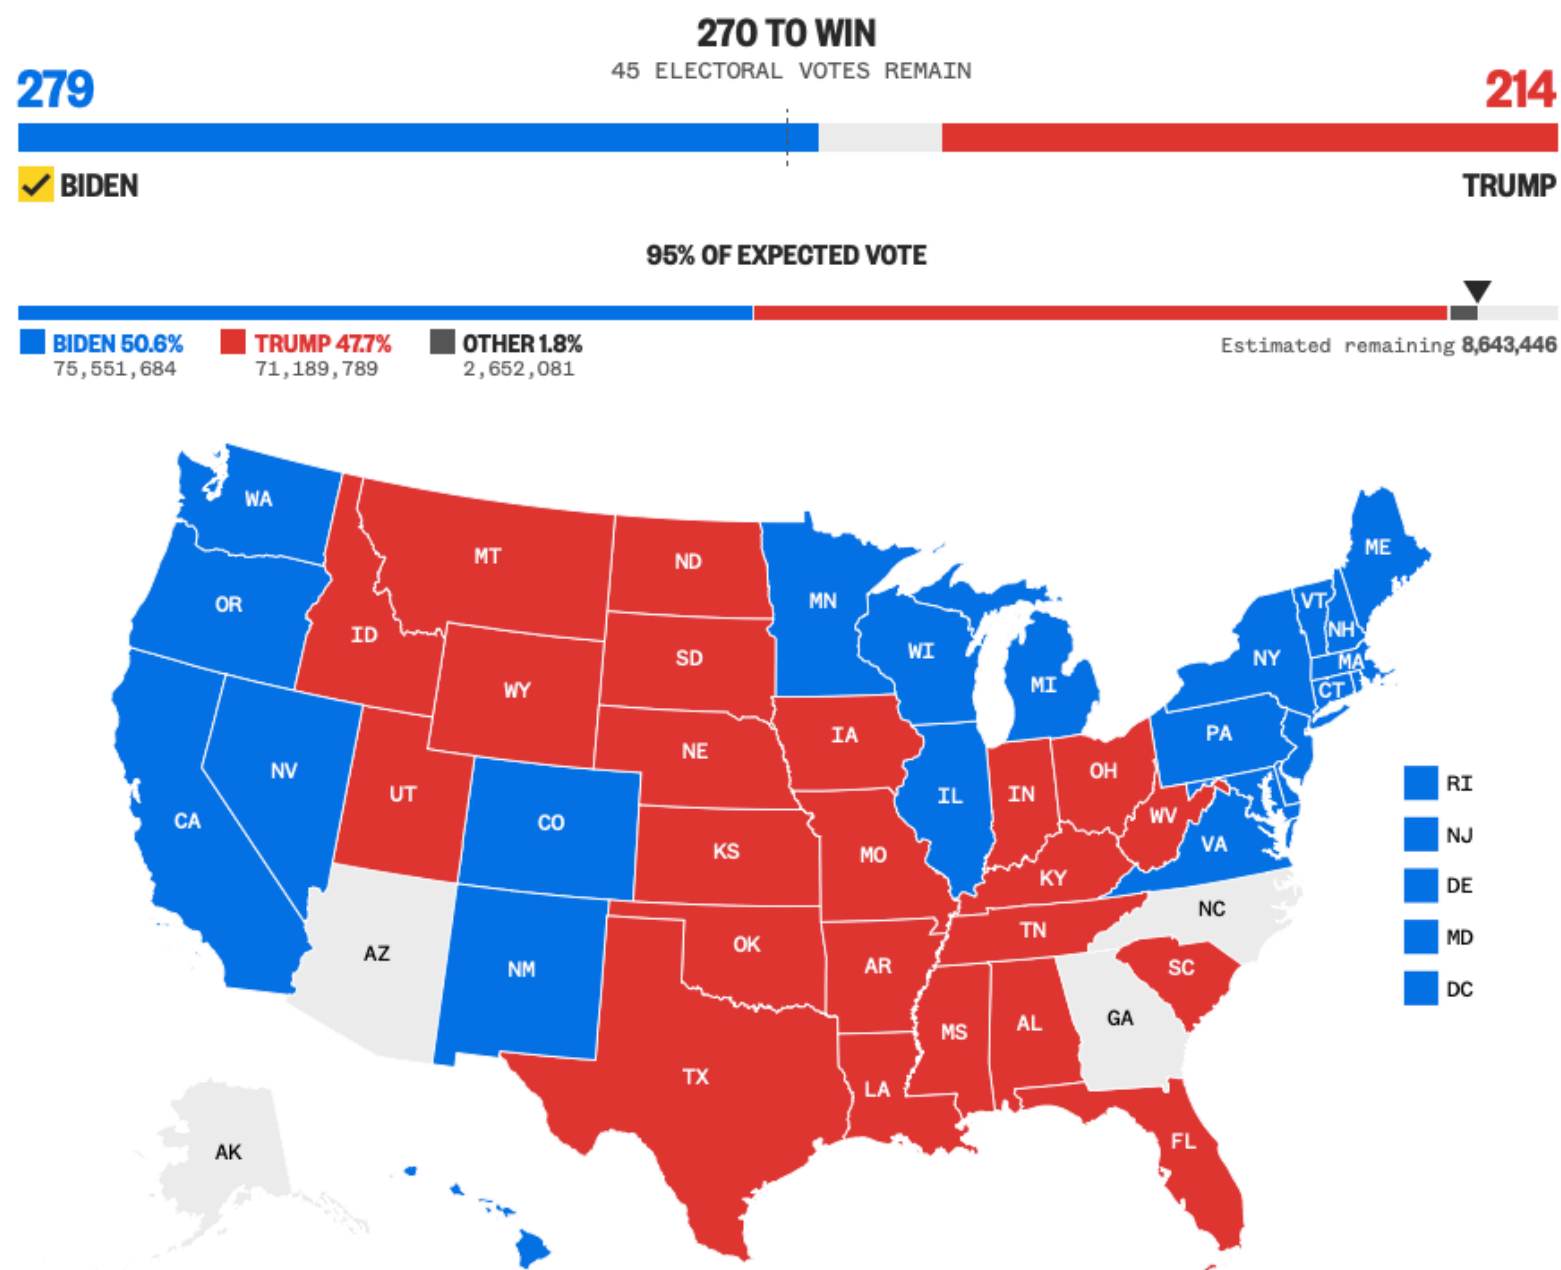 270 TO WIN
45 ELECTORAL VOTES REMAIN
279
214
BIDEN
TRUMP
95% OF EXPECTED VOTE
BIDEN 50.6%
75,551,684
TRUMP 47.7%
71,189,789
OTHER 1.8%
2,652,081
Estimated remaining 8,643,446
WA
MT
ND
MN
ME
OR
ID
SD
WI
MI
VT
NH
NY
MA
CT
WY
NE
IA
PA
NV
UT
CO
IL
IN
OH
CA
KS
MO
KY
WV
VA
RI
NJ
DE
MD
DC
AZ
NM
OK
AR
TN
NC
SC
MS
AL
GA
TX
LA
FL
AK